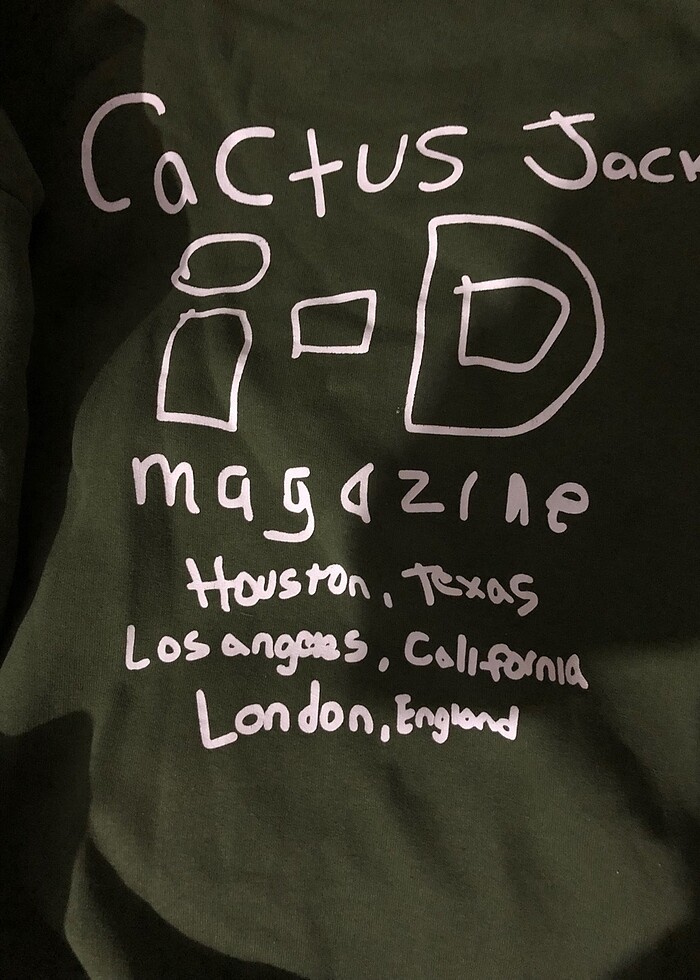 Cactus Jack
i-D
magazine
Houston, Texas
Los angeles, California
London, England